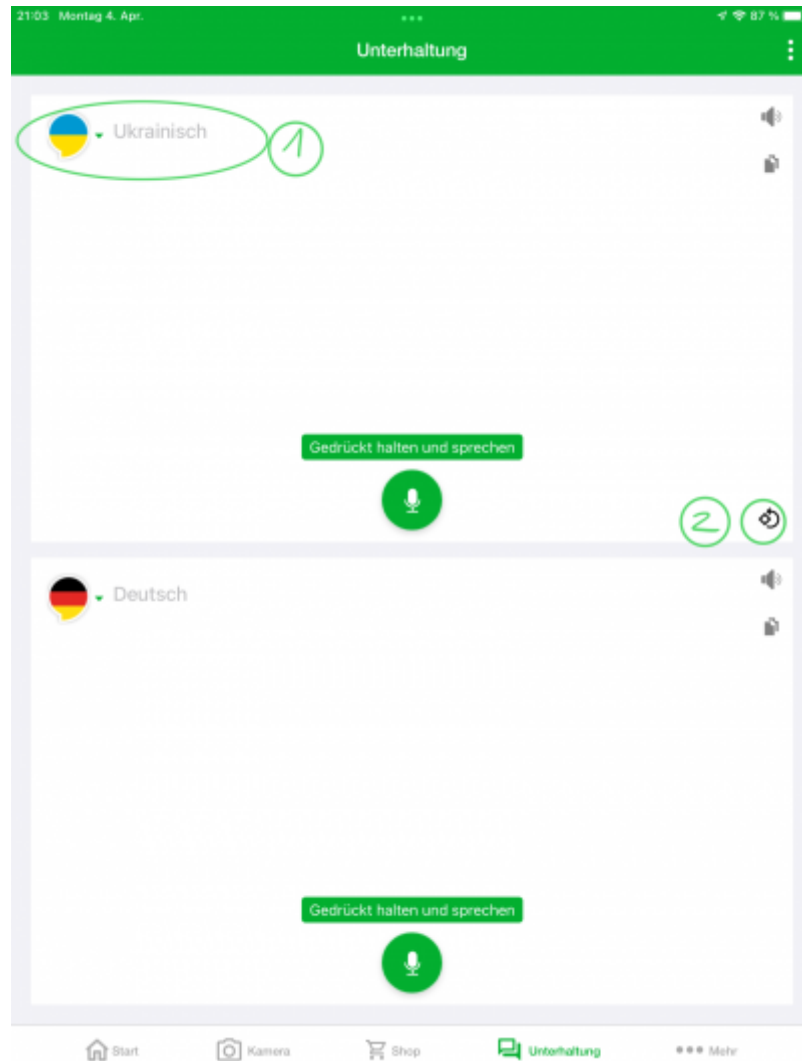 21:03 Montag 4. Apr.
87 %
Unterhaltung
Ukrainisch
1
Gedrückt halten und sprechen
2
Deutsch
Gedrückt halten und sprechen
Start Kamera Shop Unterhaltung Mehr